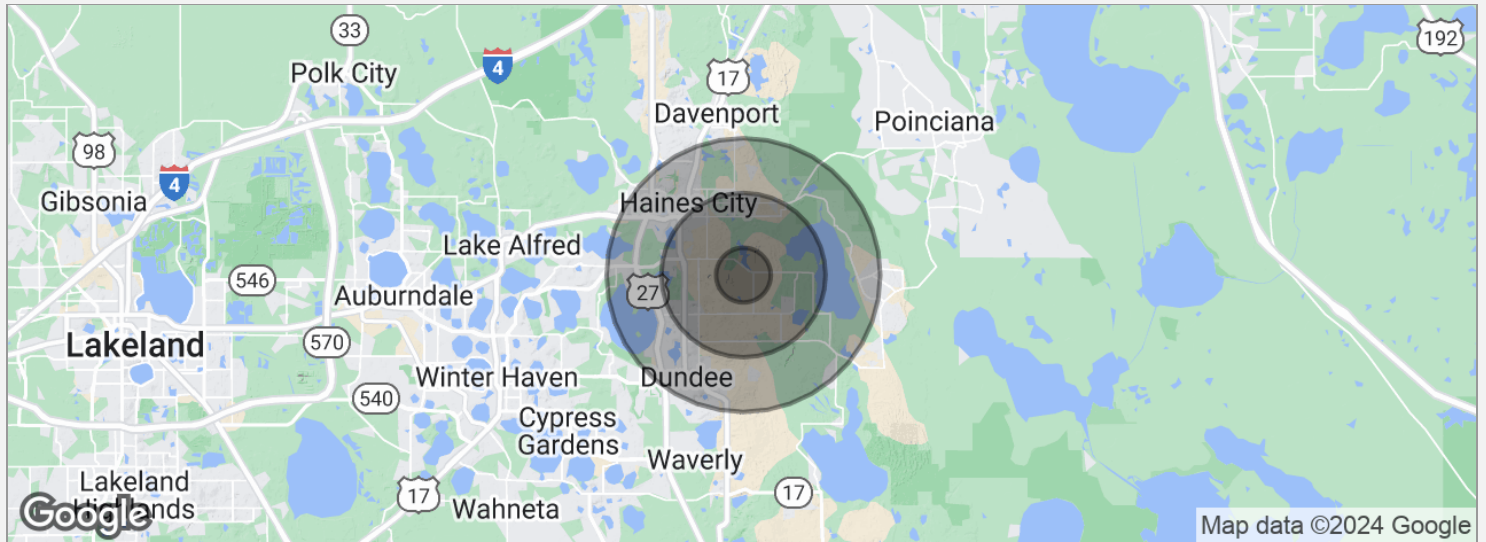 33
Polk City
4
17
192
Davenport
Poinciana
98
4
Gibsonia
Haines City
Lake Alfred
546
27
Auburndale
570
Lakeland
Winter Haven
Dundee
540
Cypress
Gardens
Waverly
Lakeland
Highlands
17
17
Wahneta
Google
Map data ©2024 Google